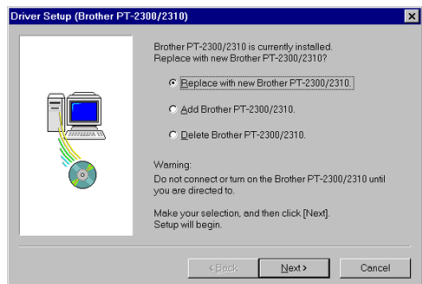 Driver Setup (Brother PT-2300/2310)
Brother PT-2300/2310 is currently installed.
Replace with new Brother PT-2300/2310?
Replace with new Brother PT-2300/2310.
Add Brother PT-2300/2310.
Delete Brother PT-2300/2310.
Warning:
Do not connect or turn on the Brother PT-2300/2310 until
you are directed to.
Make your selection, and then click [Next].
Setup will begin.
< Back Next > Cancel